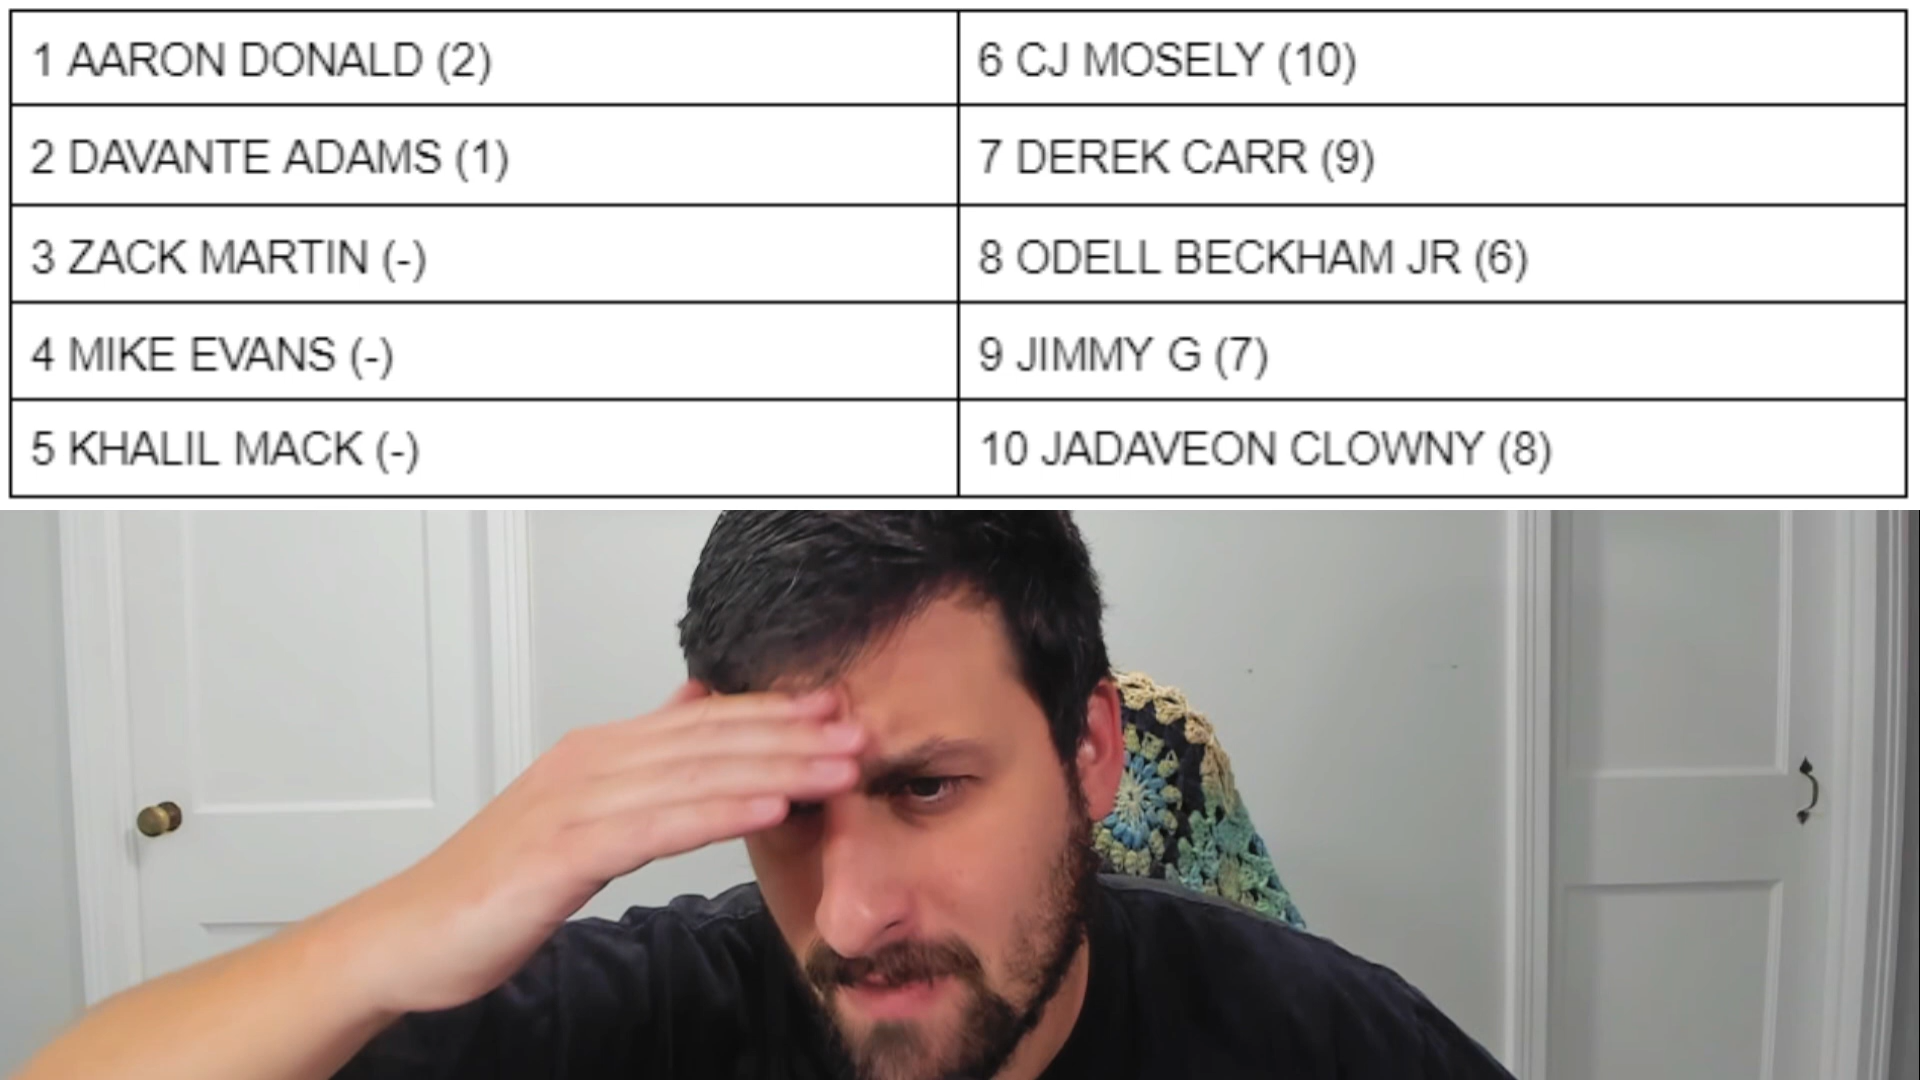 1 AARON DONALD (2)
2 DAVANTE ADAMS (1)
3 ZACK MARTIN (-)
4 MIKE EVANS (-)
5 KHALIL MACK (-)
6 CJ MOSELY (10)
7 DEREK CARR (9)
8 ODELL BECKHAM JR (6)
9 JIMMY G (7)
10 JADAVEON CLOWNY (8)